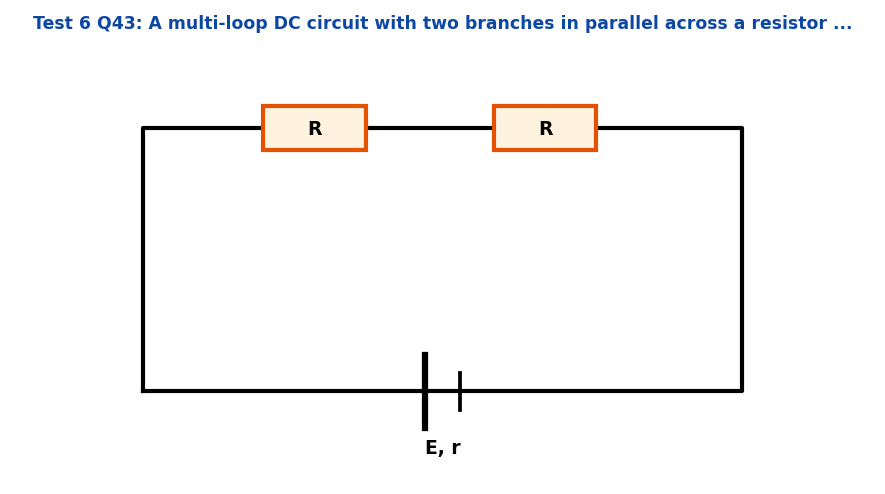 Test 6 Q43: A multi-loop DC circuit with two branches in parallel across a resistor ...
R R
E, r